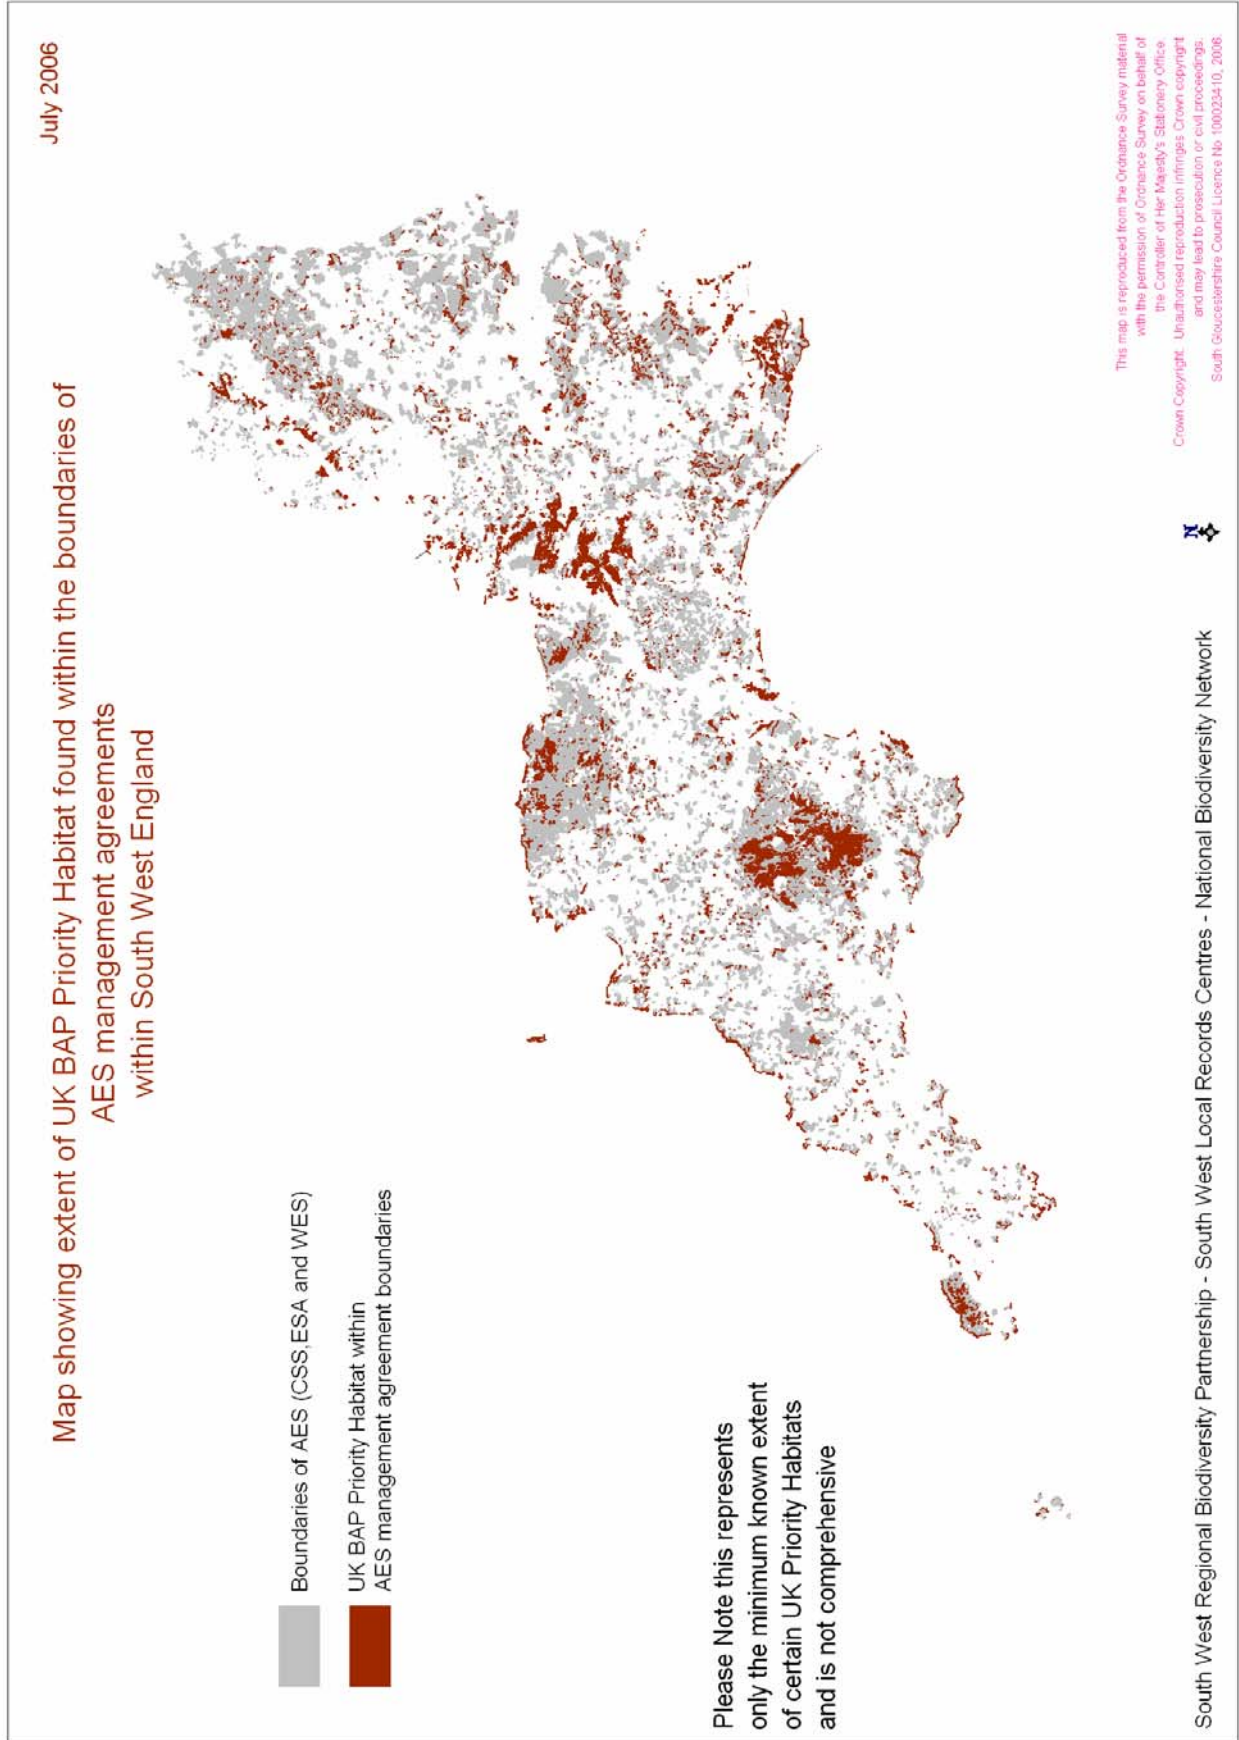 Map showing extent of UK BAP Priority Habitat found within the boundaries of
AES management agreements
within South West England
July 2006
Boundaries of AES (CSS,ESA and WES)
UK BAP Priority Habitat within
AES management agreement boundaries
Please Note this represents
only the minimum known extent
of certain UK Priority Habitats
and is not comprehensive
South West Regional Biodiversity Partnership - South West Local Records Centres - National Biodiversity Network
N
This map is reproduced from the Ordnance Survey material
with the permission of Ordnance Survey on behalf of
the Controller of Her Majesty's Stationery Office.
Crown Copyright. Unauthorised reproduction infringes Crown copyright
and may lead to prosecution or civil proceedings.
South Gloucestershire Council Licence No 100023410, 2006.